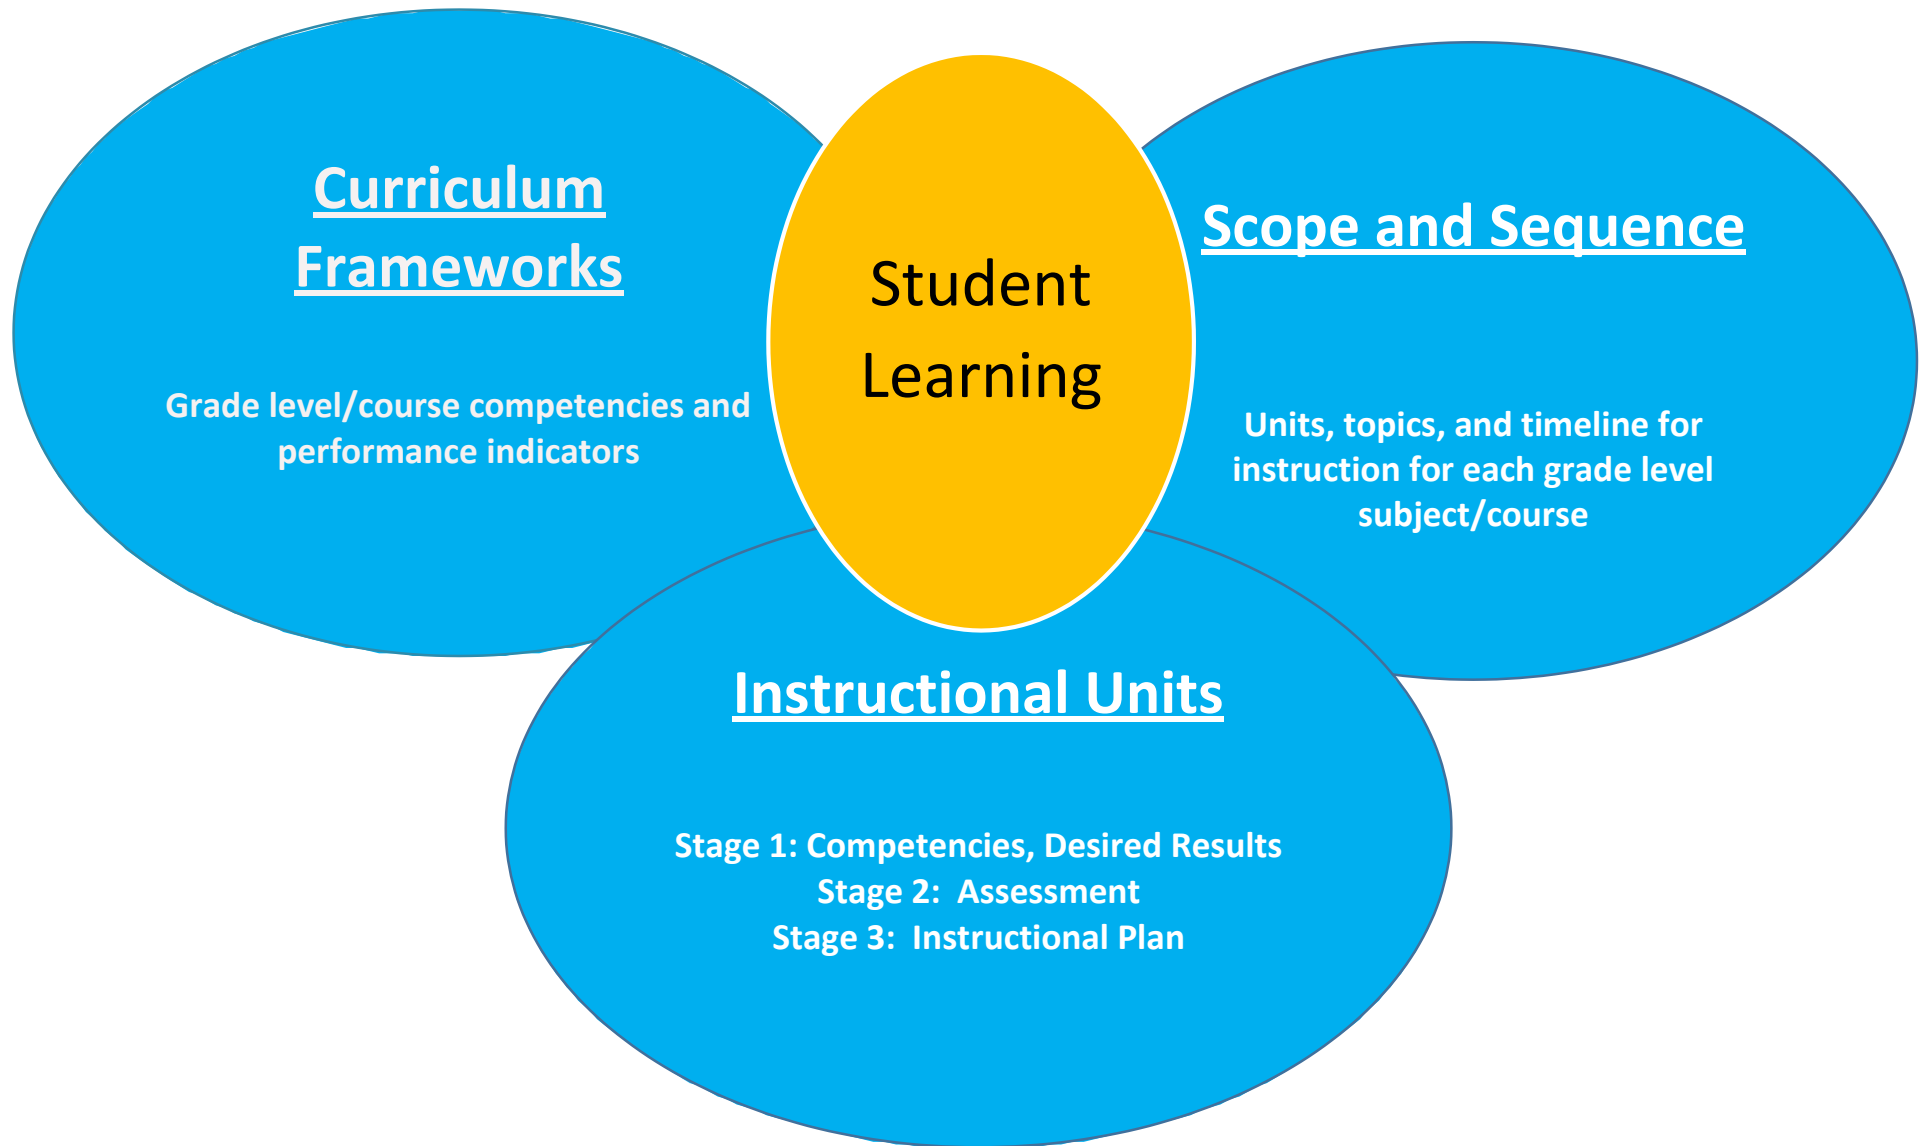 Curriculum
Frameworks
Grade level/course competencies and
performance indicators
Student
Learning
Scope and Sequence
Units, topics, and timeline for
instruction for each grade level
subject/course
Instructional Units
Stage 1: Competencies, Desired Results
Stage 2:  Assessment
Stage 3:  Instructional Plan